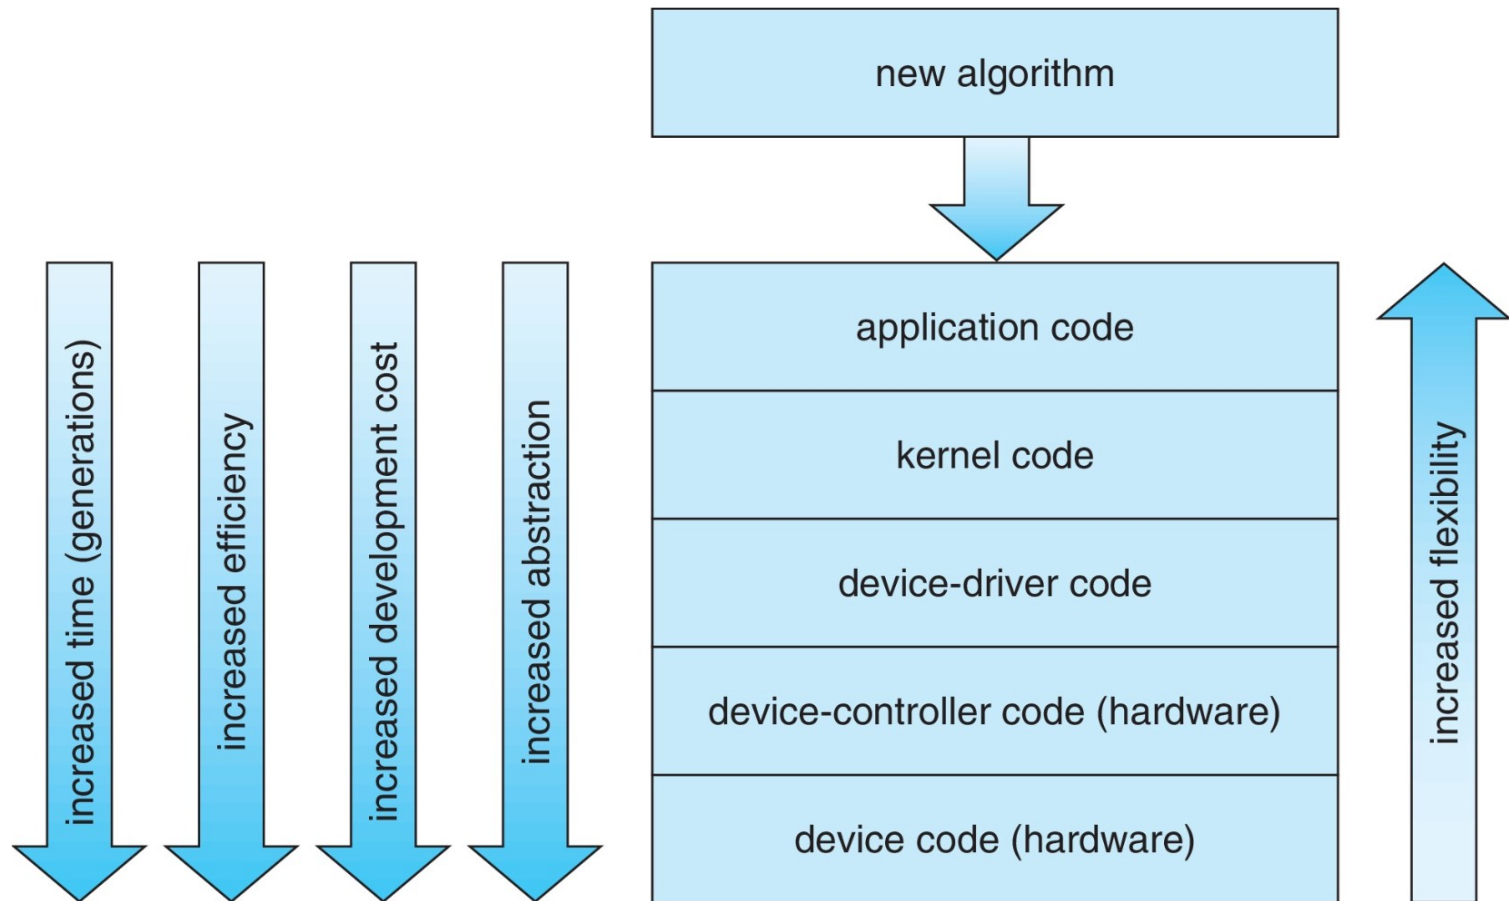 new algorithm
increased time (generations)
increased efficiency
increased development cost
increased abstraction
application code
kernel code
device-driver code
device-controller code (hardware)
device code (hardware)
increased flexibility